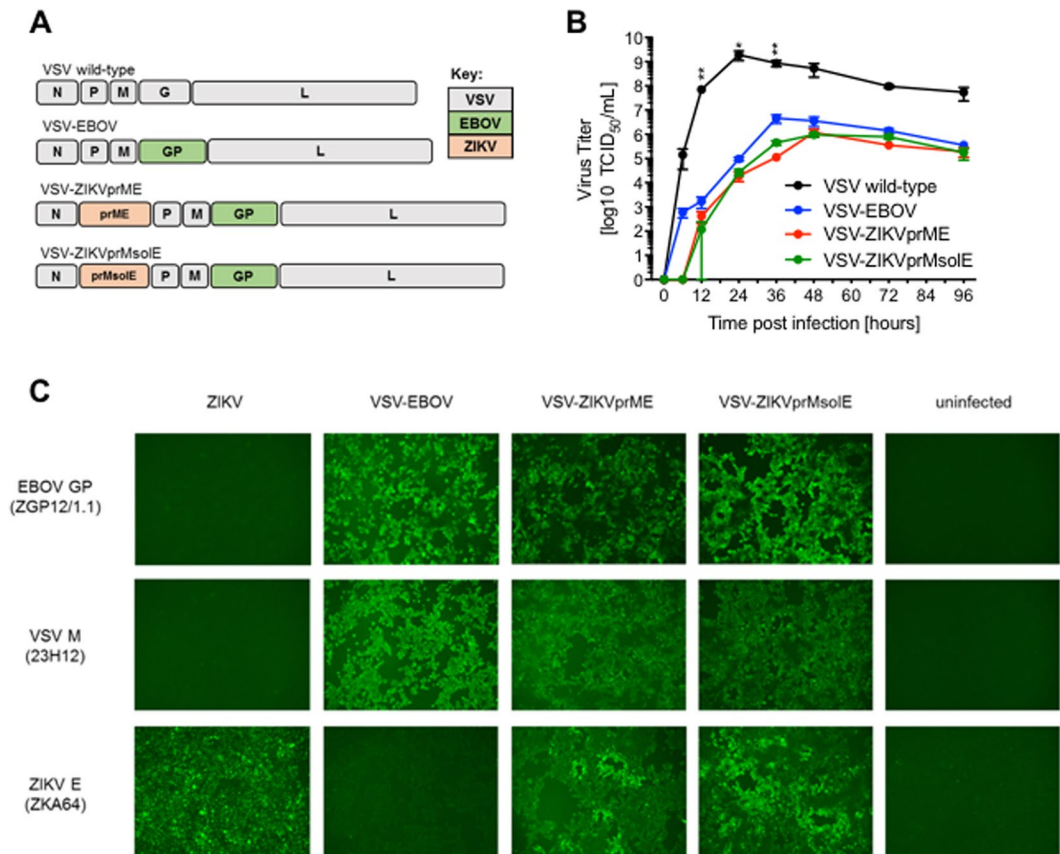 A
VSV wild-type
N P M G L
VSV-EBOV
N P M GP L
VSV-ZIKVprME
N prME P M GP L
VSV-ZIKVprMsolE
N prMsolE P M GP L
Key:
VSV
EBOV
ZIKV
B
Virus Titer
[log10 TCID50/mL]
10
9
8
7
6
5
4
3
2
1
0
** * **
VSV wild-type
VSV-EBOV
VSV-ZIKVprME
VSV-ZIKVprMsolE
0 12 24 36 48 60 72 84 96
Time post infection [hours]
C
ZIKV VSV-EBOV VSV-ZIKVprME VSV-ZIKVprMsolE uninfected
EBOV GP
(ZGP12/1.1)
VSV M
(23H12)
ZIKV E
(ZKA64)